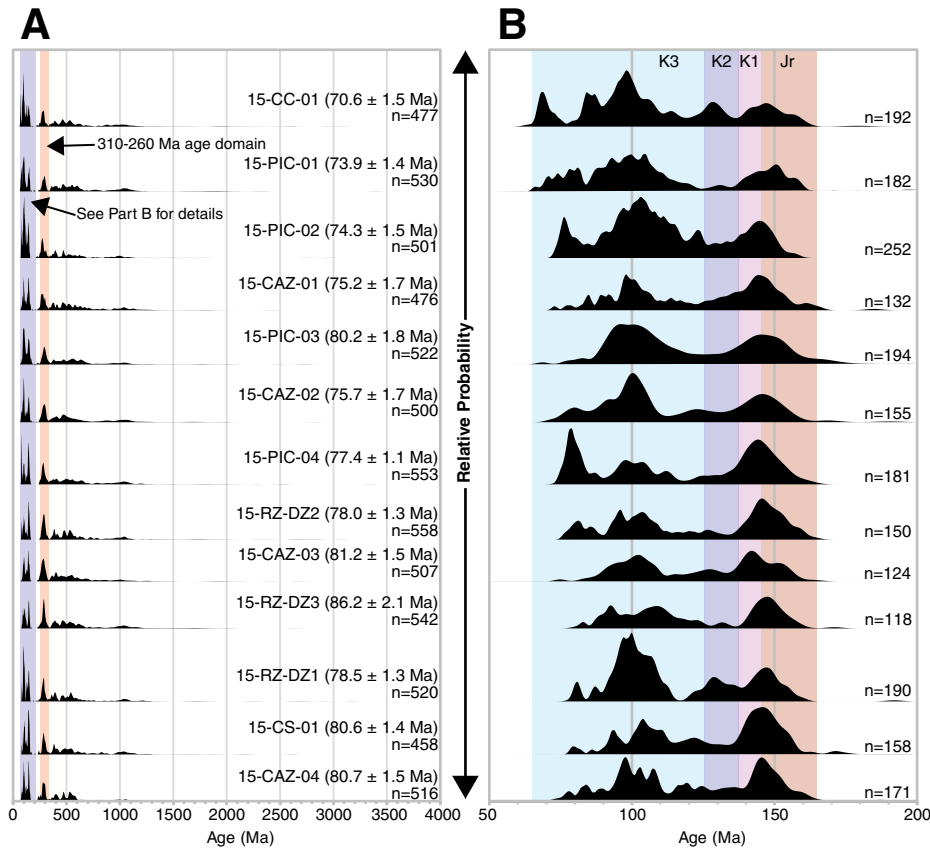 A
B
K3 K2 K1 Jr
15-CC-01 (70.6 ± 1.5 Ma)
n=477
n=192
310-260 Ma age domain
15-PIC-01 (73.9 ± 1.4 Ma)
n=530
n=182
See Part B for details
15-PIC-02 (74.3 ± 1.5 Ma)
n=501
n=252
15-CAZ-01 (75.2 ± 1.7 Ma)
n=476
n=132
15-PIC-03 (80.2 ± 1.8 Ma)
n=522
n=194
15-CAZ-02 (75.7 ± 1.7 Ma)
n=500
n=155
15-PIC-04 (77.4 ± 1.1 Ma)
n=553
n=181
15-RZ-DZ2 (78.0 ± 1.3 Ma)
n=558
n=150
15-CAZ-03 (81.2 ± 1.5 Ma)
n=507
n=124
15-RZ-DZ3 (86.2 ± 2.1 Ma)
n=542
n=118
15-RZ-DZ1 (78.5 ± 1.3 Ma)
n=520
n=190
15-CS-01 (80.6 ± 1.4 Ma)
n=458
n=158
15-CAZ-04 (80.7 ± 1.5 Ma)
n=516
n=171
Relative Probability
0 500 1000 1500 2000 2500 3000 3500 4000
Age (Ma)
50 100 150 200
Age (Ma)